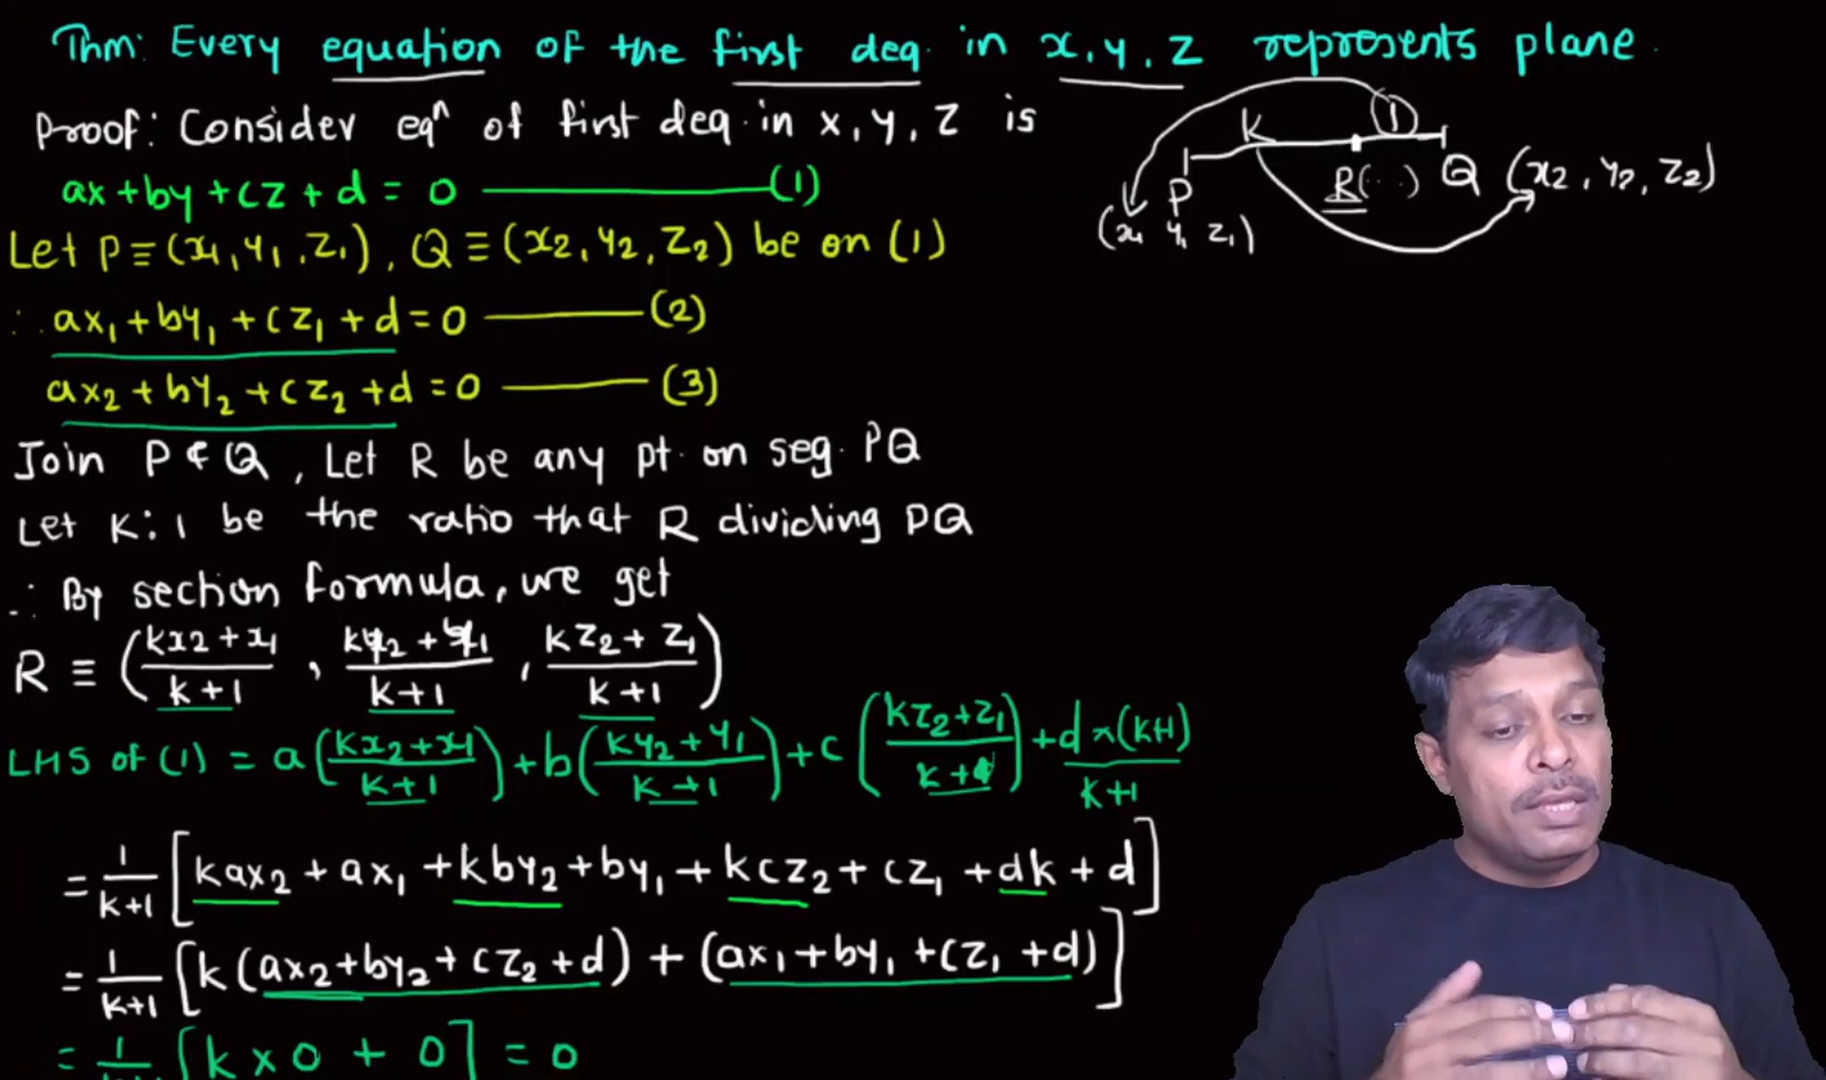 Thm: Every equation of the first deg. in x, y, z represents plane.
Proof: Consider eqⁿ of first deg. in x, y, z is
ax + by + cz + d = 0 ——— (1)
K 1
P R(· ·) Q (x2, y2, z2)
(x1 y1 z1)
Let P ≡ (x1, y1, z1), Q ≡ (x2, y2, z2) be on (1)
∴ ax₁ + by₁ + cz₁ + d = 0 ——— (2)
ax₂ + by₂ + cz₂ + d = 0 ——— (3)
Join P & Q, Let R be any pt. on seg. PQ
Let K:1 be the ratio that R dividing PQ
∴ By section formula, we get
R ≡ ( (kx2 + x1)/(k+1) , (ky2 + y1)/(k+1) , (kz2 + z1)/(k+1) )
LHS of (1) = a( (kx2 + x1)/(k+1) ) + b( (ky2 + y1)/(k+1) ) + c( (kz2 + z1)/(k+1) ) + d×(k+1)/(k+1)
= 1/(k+1) [kax₂ + ax₁ + kby₂ + by₁ + kcz₂ + cz₁ + dk + d]
= 1/(k+1) [k(ax₂ + by₂ + cz₂ + d) + (ax₁ + by₁ + cz₁ + d)]
= 1/(k+1) [k × 0 + 0] = 0